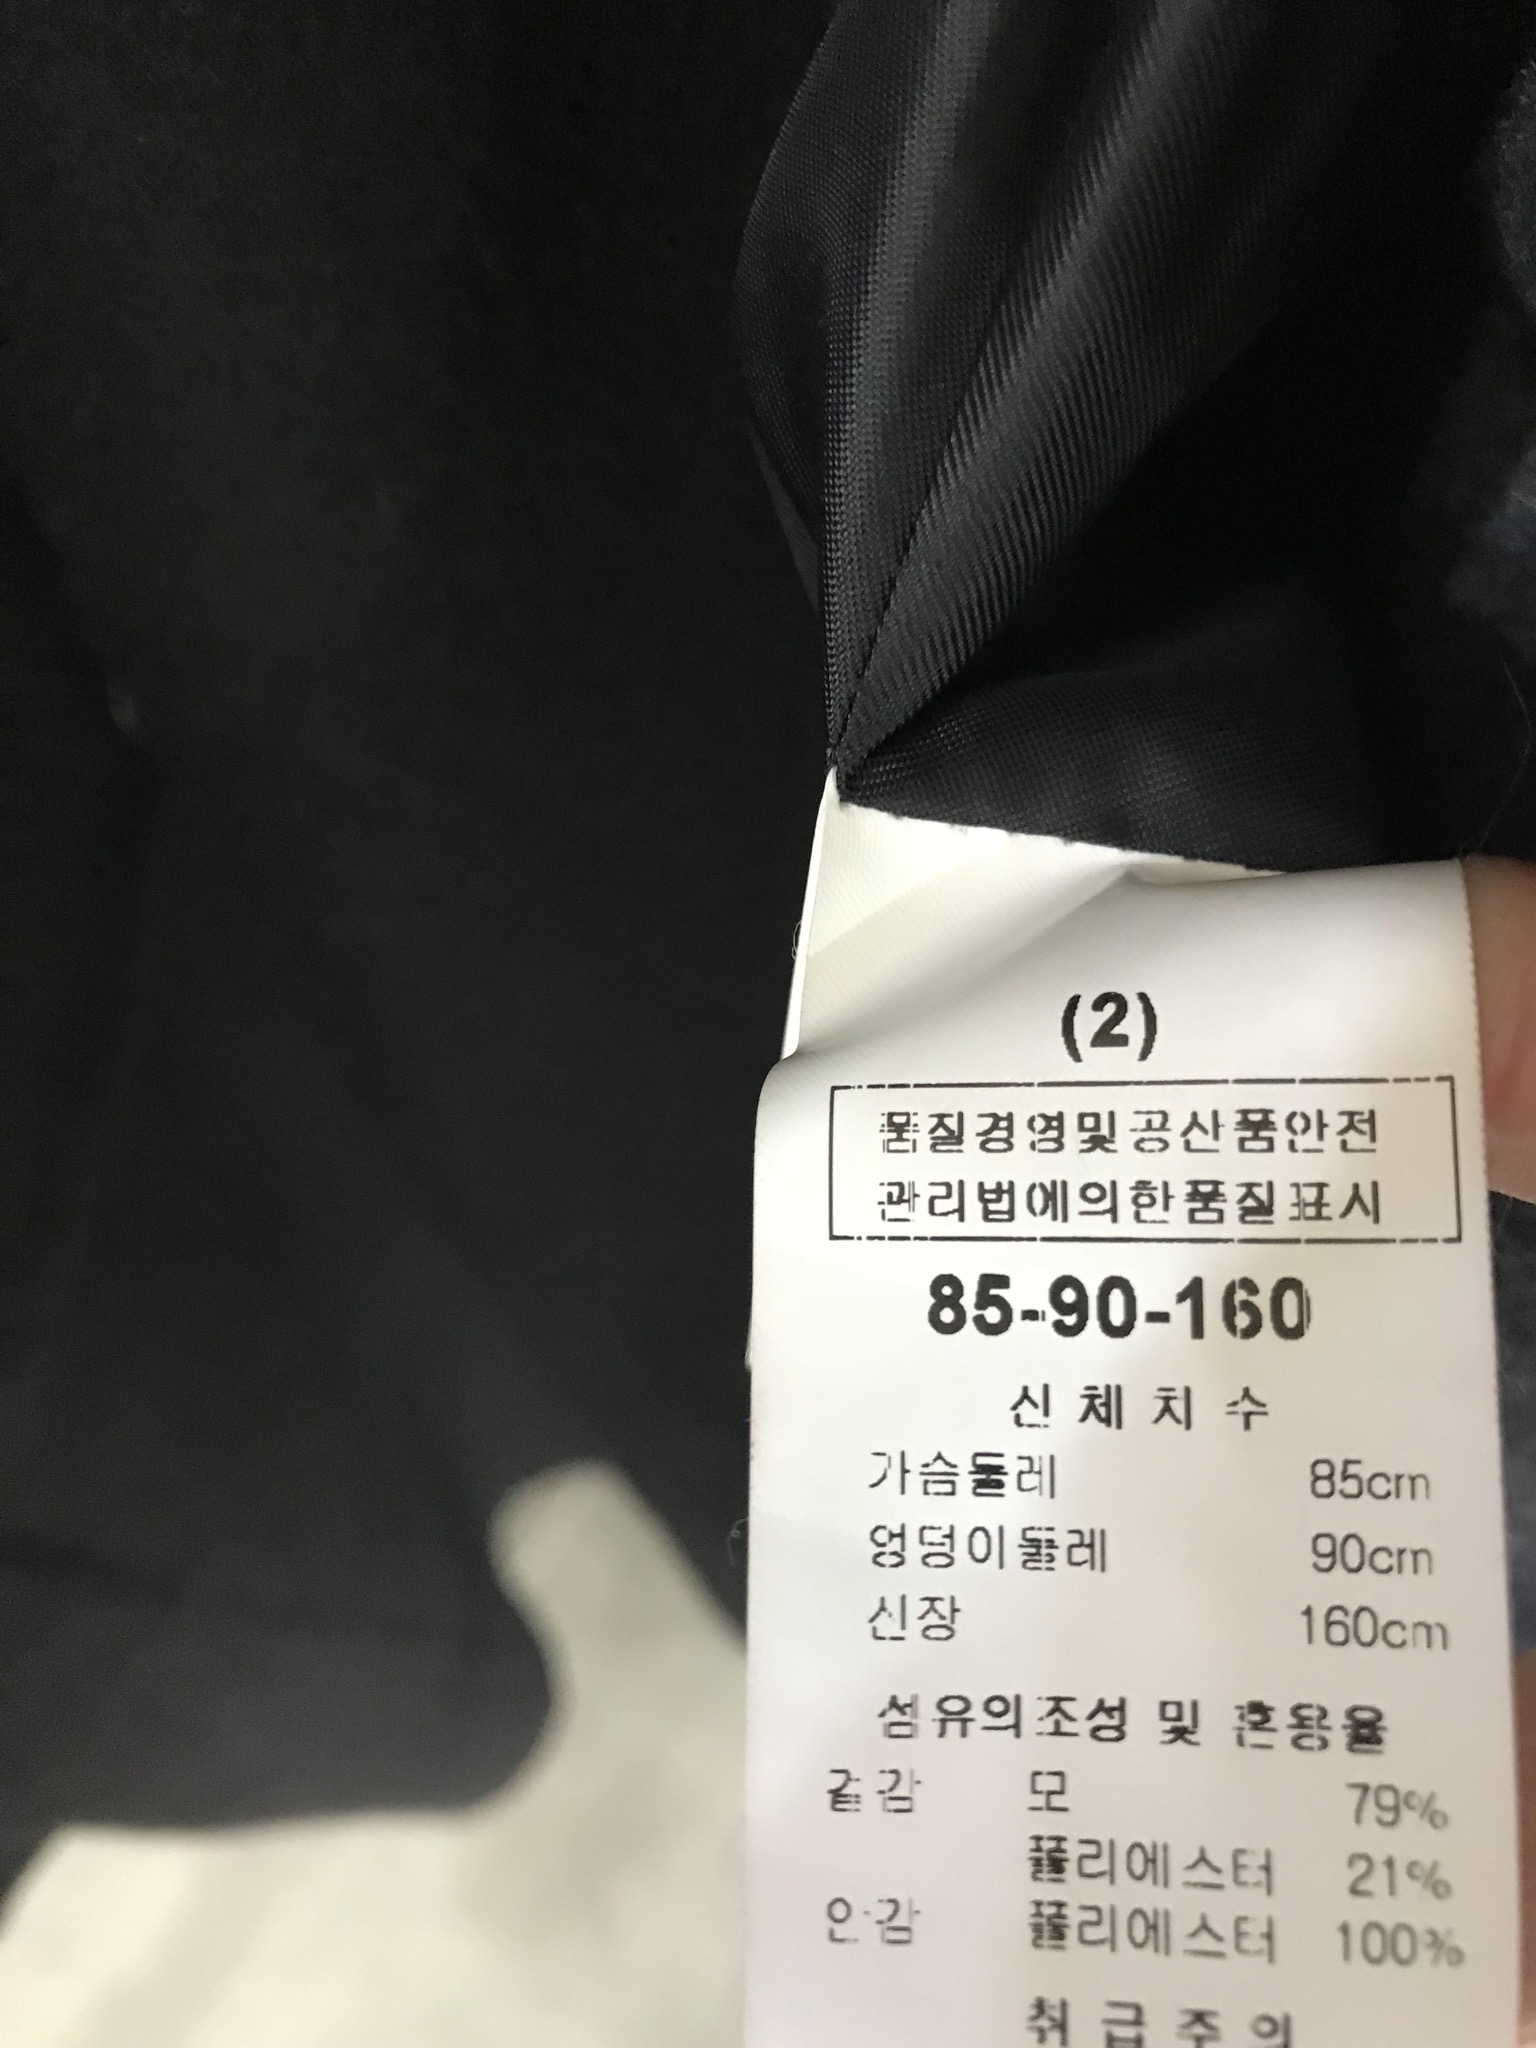 (2)
품질경영및공산품안전
관리법에의한품질표시
85-90-160
신체치수
가슴둘레 85cm
엉덩이둘레 90cm
신장 160cm
섬유의조성 및 혼용율
겉감 모 79%
폴리에스터 21%
안감 폴리에스터 100%
취급주의